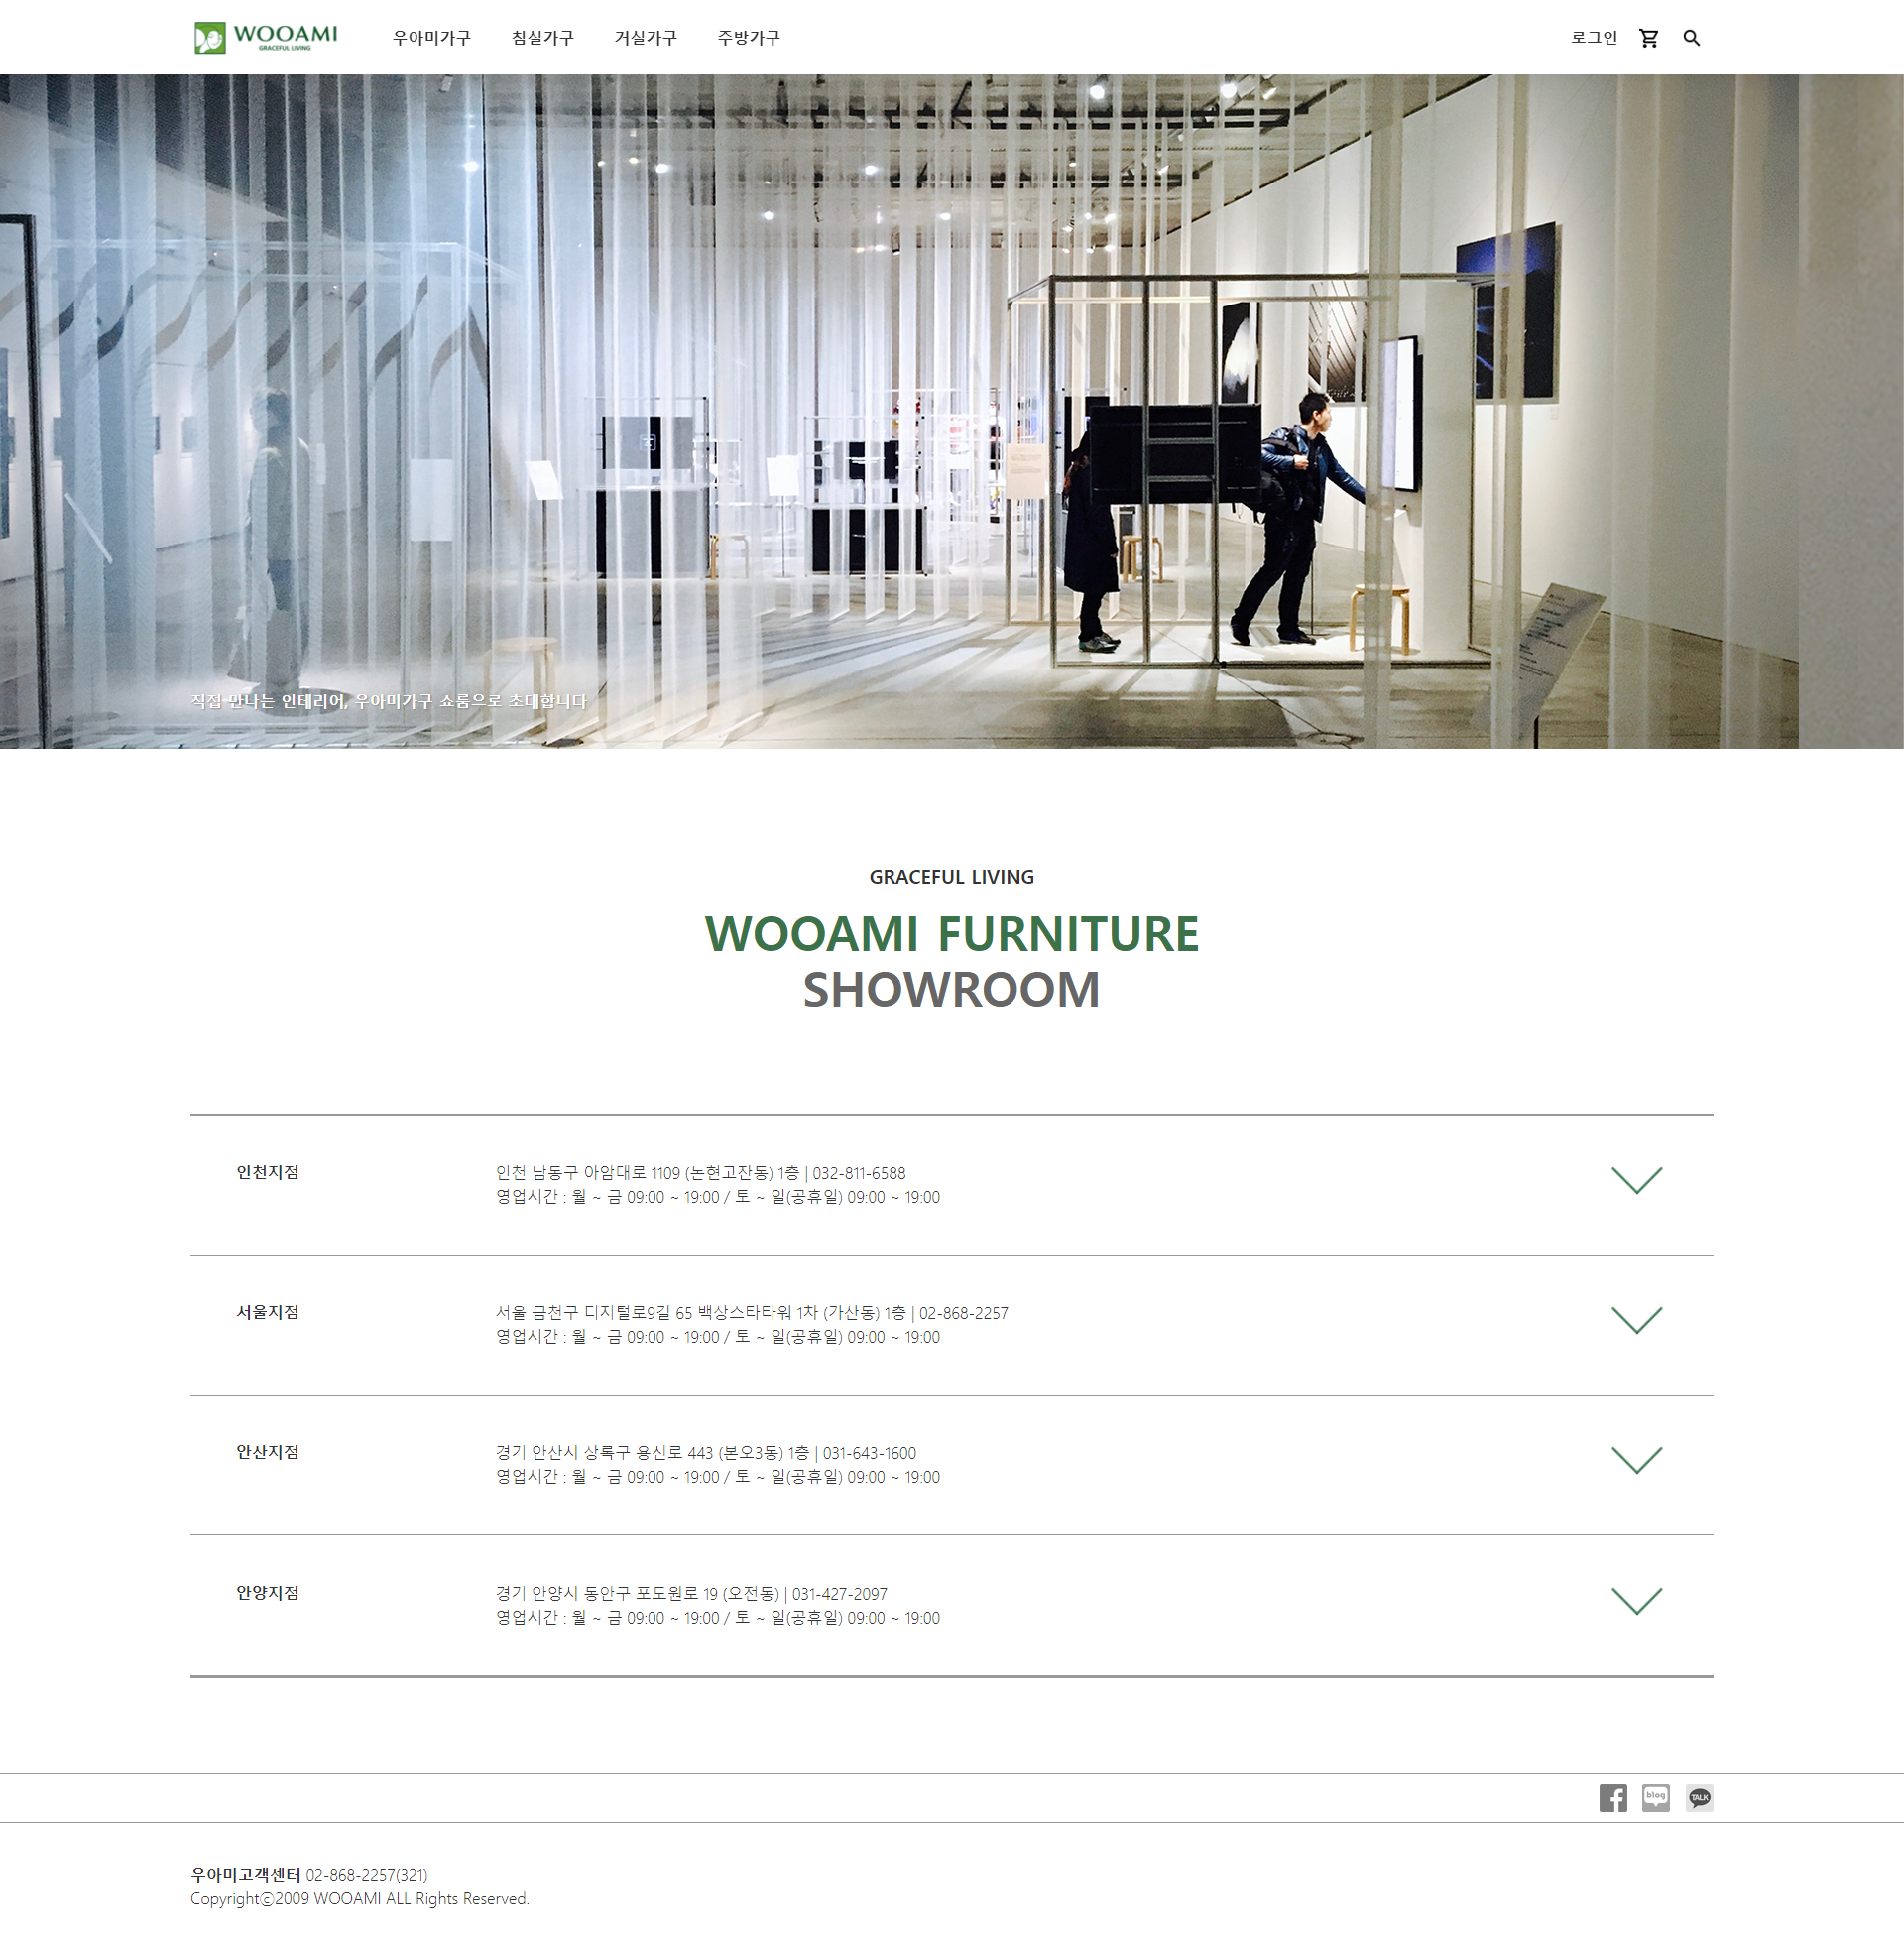 WOOAMI
GRACEFUL LIVING
우아미가구
침실가구
거실가구
주방가구
로그인
직접 만나는 인테리어, 우아미가구 쇼룸으로 초대합니다
GRACEFUL LIVING
WOOAMI FURNITURE
SHOWROOM
인천지점
인천 남동구 아암대로 1109 (논현고잔동) 1층 | 032-811-6588
영업시간 : 월 ~ 금 09:00 ~ 19:00 / 토 ~ 일(공휴일) 09:00 ~ 19:00
서울지점
서울 금천구 디지털로9길 65 백상스타타워 1차 (가산동) 1층 | 02-868-2257
영업시간 : 월 ~ 금 09:00 ~ 19:00 / 토 ~ 일(공휴일) 09:00 ~ 19:00
안산지점
경기 안산시 상록구 용신로 443 (본오3동) 1층 | 031-643-1600
영업시간 : 월 ~ 금 09:00 ~ 19:00 / 토 ~ 일(공휴일) 09:00 ~ 19:00
안양지점
경기 안양시 동안구 포도원로 19 (오전동) | 031-427-2097
영업시간 : 월 ~ 금 09:00 ~ 19:00 / 토 ~ 일(공휴일) 09:00 ~ 19:00
blog
TALK
우아미고객센터 02-868-2257(321)
Copyrightⓒ2009 WOOAMI ALL Rights Reserved.